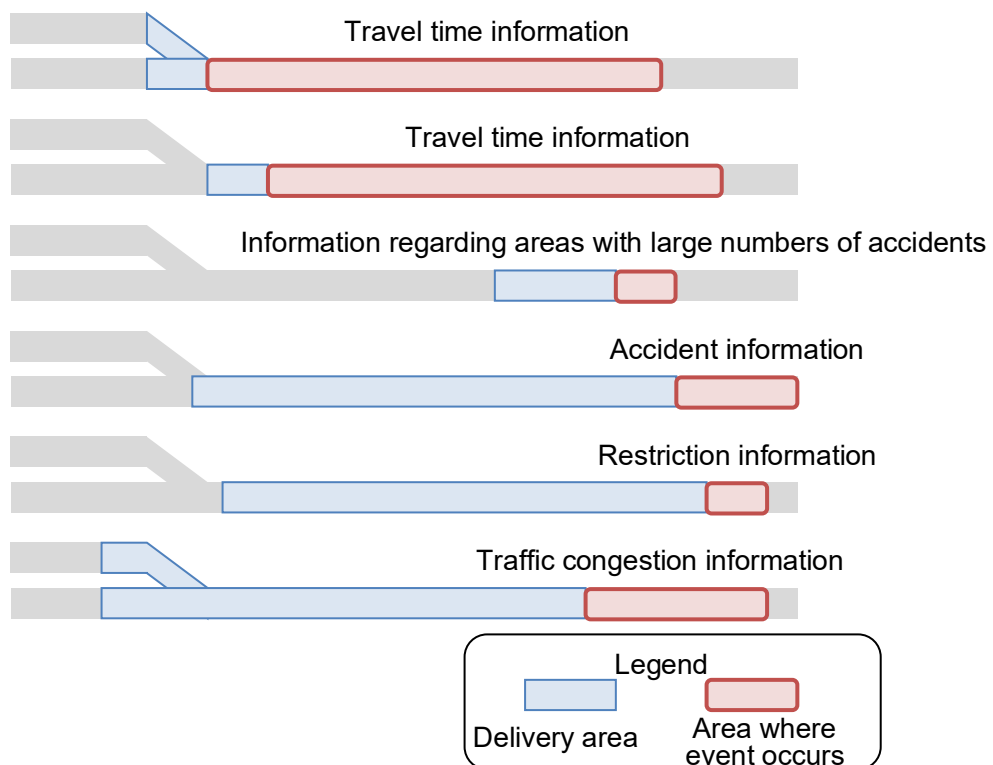 Travel time information
Travel time information
Information regarding areas with large numbers of accidents
Accident information
Restriction information
Traffic congestion information
Legend
Delivery area
Area where
event occurs